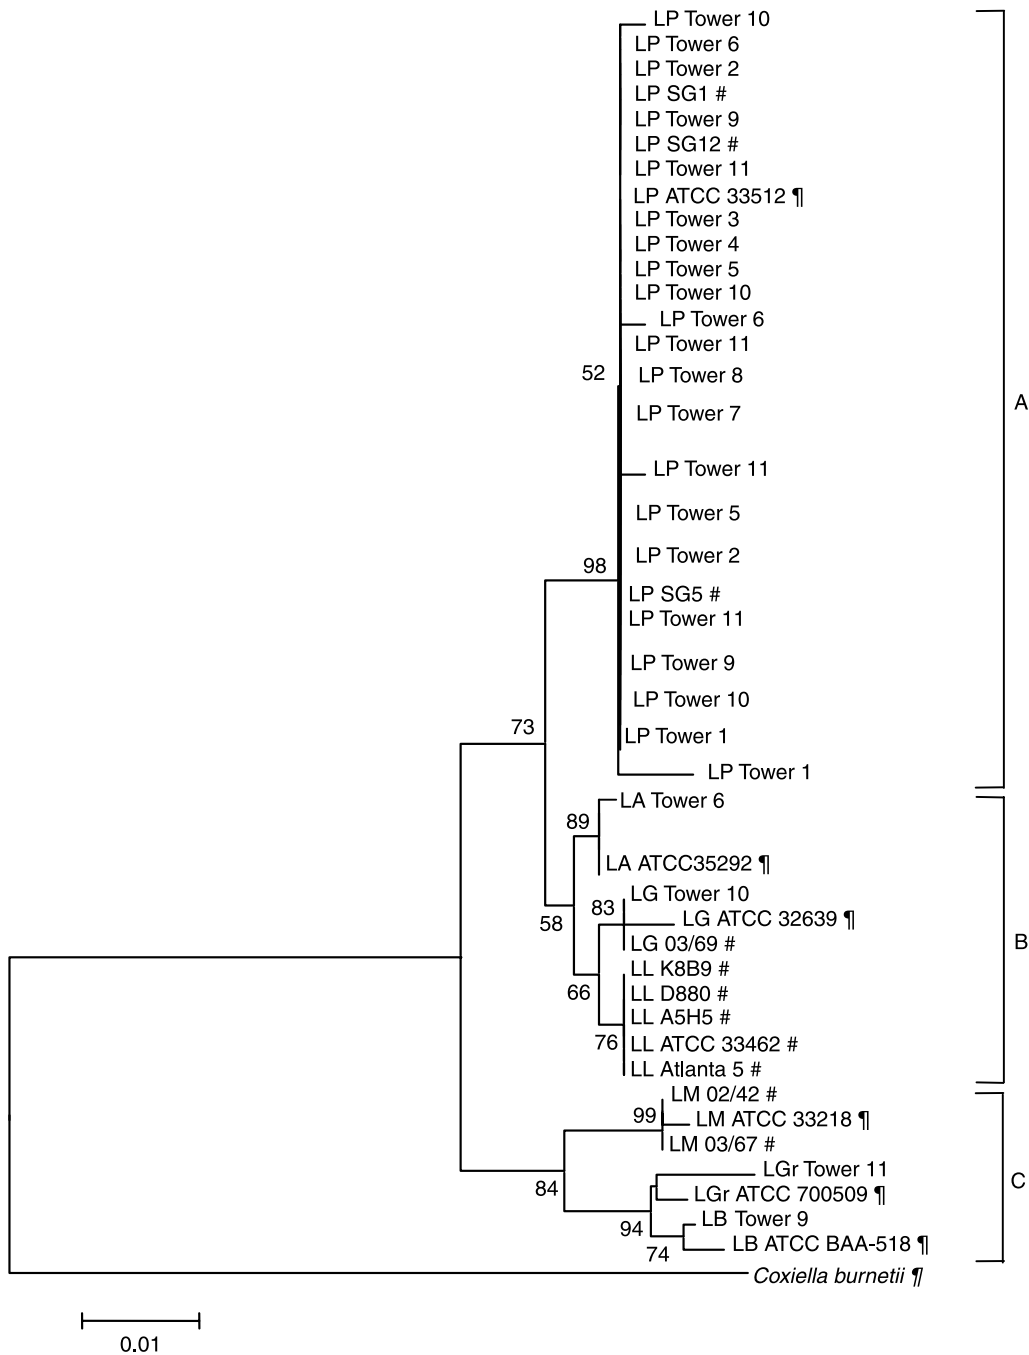 LP Tower 10
LP Tower 6
LP Tower 2
LP SG1 #
LP Tower 9
LP SG12 #
LP Tower 11
LP ATCC 33512 ¶
LP Tower 3
LP Tower 4
LP Tower 5
LP Tower 10
LP Tower 6
LP Tower 11
52
LP Tower 8
A
LP Tower 7
LP Tower 11
LP Tower 5
LP Tower 2
98
LP SG5 #
LP Tower 11
LP Tower 9
LP Tower 10
73
LP Tower 1
LP Tower 1
LA Tower 6
89
LA ATCC35292 ¶
LG Tower 10
83
LG ATCC 32639 ¶
58
LG 03/69 #
B
LL K8B9 #
66
LL D880 #
LL A5H5 #
76
LL ATCC 33462 #
LL Atlanta 5 #
LM 02/42 #
99
LM ATCC 33218 ¶
LM 03/67 #
LGr Tower 11
C
84
LGr ATCC 700509 ¶
LB Tower 9
94
LB ATCC BAA-518 ¶
74
Coxiella burnetii ¶
0.01